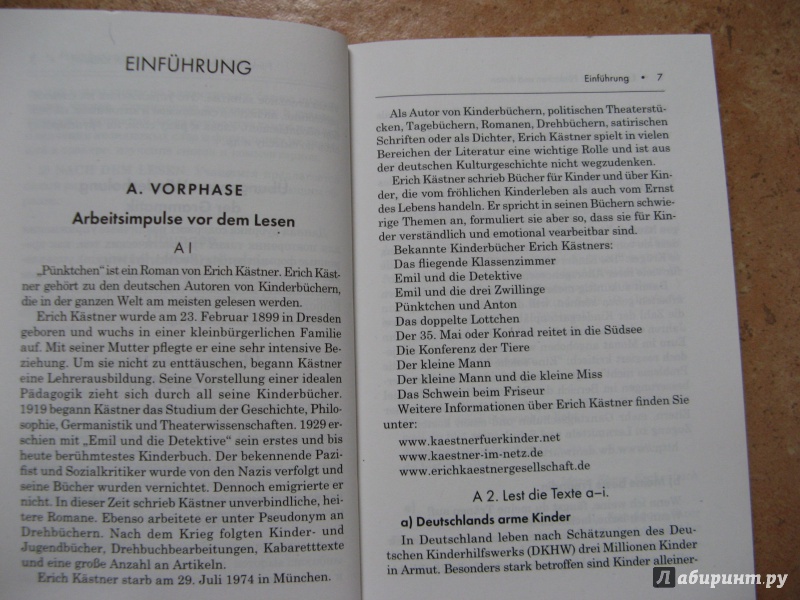 EINFÜHRUNG
A. VORPHASE
Arbeitsimpulse vor dem Lesen
A 1
„Pünktchen“ ist ein Roman von Erich Kästner. Erich Käst-
ner gehört zu den deutschen Autoren von Kinderbüchern,
die in der ganzen Welt am meisten gelesen werden.
Erich Kästner wurde am 23. Februar 1899 in Dresden
geboren und wuchs in einer kleinbürgerlichen Familie
auf. Mit seiner Mutter pflegte er eine sehr intensive Be-
ziehung. Um sie nicht zu enttäuschen, begann Kästner
eine Lehrerausbildung. Seine Vorstellung einer idealen
Pädagogik zieht sich durch all seine Kinderbücher.
1919 begann Kästner das Studium der Geschichte, Philo-
sophie, Germanistik und Theaterwissenschaften. 1929 er-
schien mit „Emil und die Detektive“ sein erstes und bis
heute berühmtestes Kinderbuch. Der bekennende Pazi-
fist und Sozialkritiker wurde von den Nazis verfolgt und
seine Bücher wurden vernichtet. Dennoch emigrierte er
nicht. In dieser Zeit schrieb Kästner unverbindliche, hei-
tere Romane. Ebenso arbeitete er unter Pseudonym an
Drehbüchern. Nach dem Krieg folgten Kinder- und
Jugendbücher, Drehbuchbearbeitungen, Kabaretttexte
und eine große Anzahl an Artikeln.
Erich Kästner starb am 29. Juli 1974 in München.
Einführung • 7
Als Autor von Kinderbüchern, politischen Theaterstü-
cken, Tagebüchern, Romanen, Drehbüchern, satirischen
Schriften oder als Dichter, Erich Kästner spielt in vielen
Bereichen der Literatur eine wichtige Rolle und ist aus
der deutschen Kulturgeschichte nicht wegzudenken.
Erich Kästner schrieb Bücher für Kinder und über Kin-
der, die vom fröhlichen Kinderleben als auch vom Ernst
des Lebens handeln. Er spricht in seinen Büchern schwie-
rige Themen an, formuliert sie aber so, dass sie für Kin-
der verständlich und emotional vearbeitbar sind.
Bekannte Kinderbücher Erich Kästners:
Das fliegende Klassenzimmer
Emil und die Detektive
Emil und die drei Zwillinge
Pünktchen und Anton
Das doppelte Lottchen
Der 35. Mai oder Konrad reitet in die Südsee
Die Konferenz der Tiere
Der kleine Mann
Der kleine Mann und die kleine Miss
Das Schwein beim Friseur
Weitere Informationen über Erich Kästner finden Sie
unter:
www.kaestnerfuerkinder.net
www.kaestner-im-netz.de
www.erichkaestnergesellschaft.de
A 2. Lest die Texte a–i.
a) Deutschlands arme Kinder
In Deutschland leben nach Schätzungen des Deu-
tschen Kinderhilfswerks (DKHW) drei Millionen Kinder
in Armut. Besonders stark betroffen sind Kinder alleiner-
Лабиринт.ру